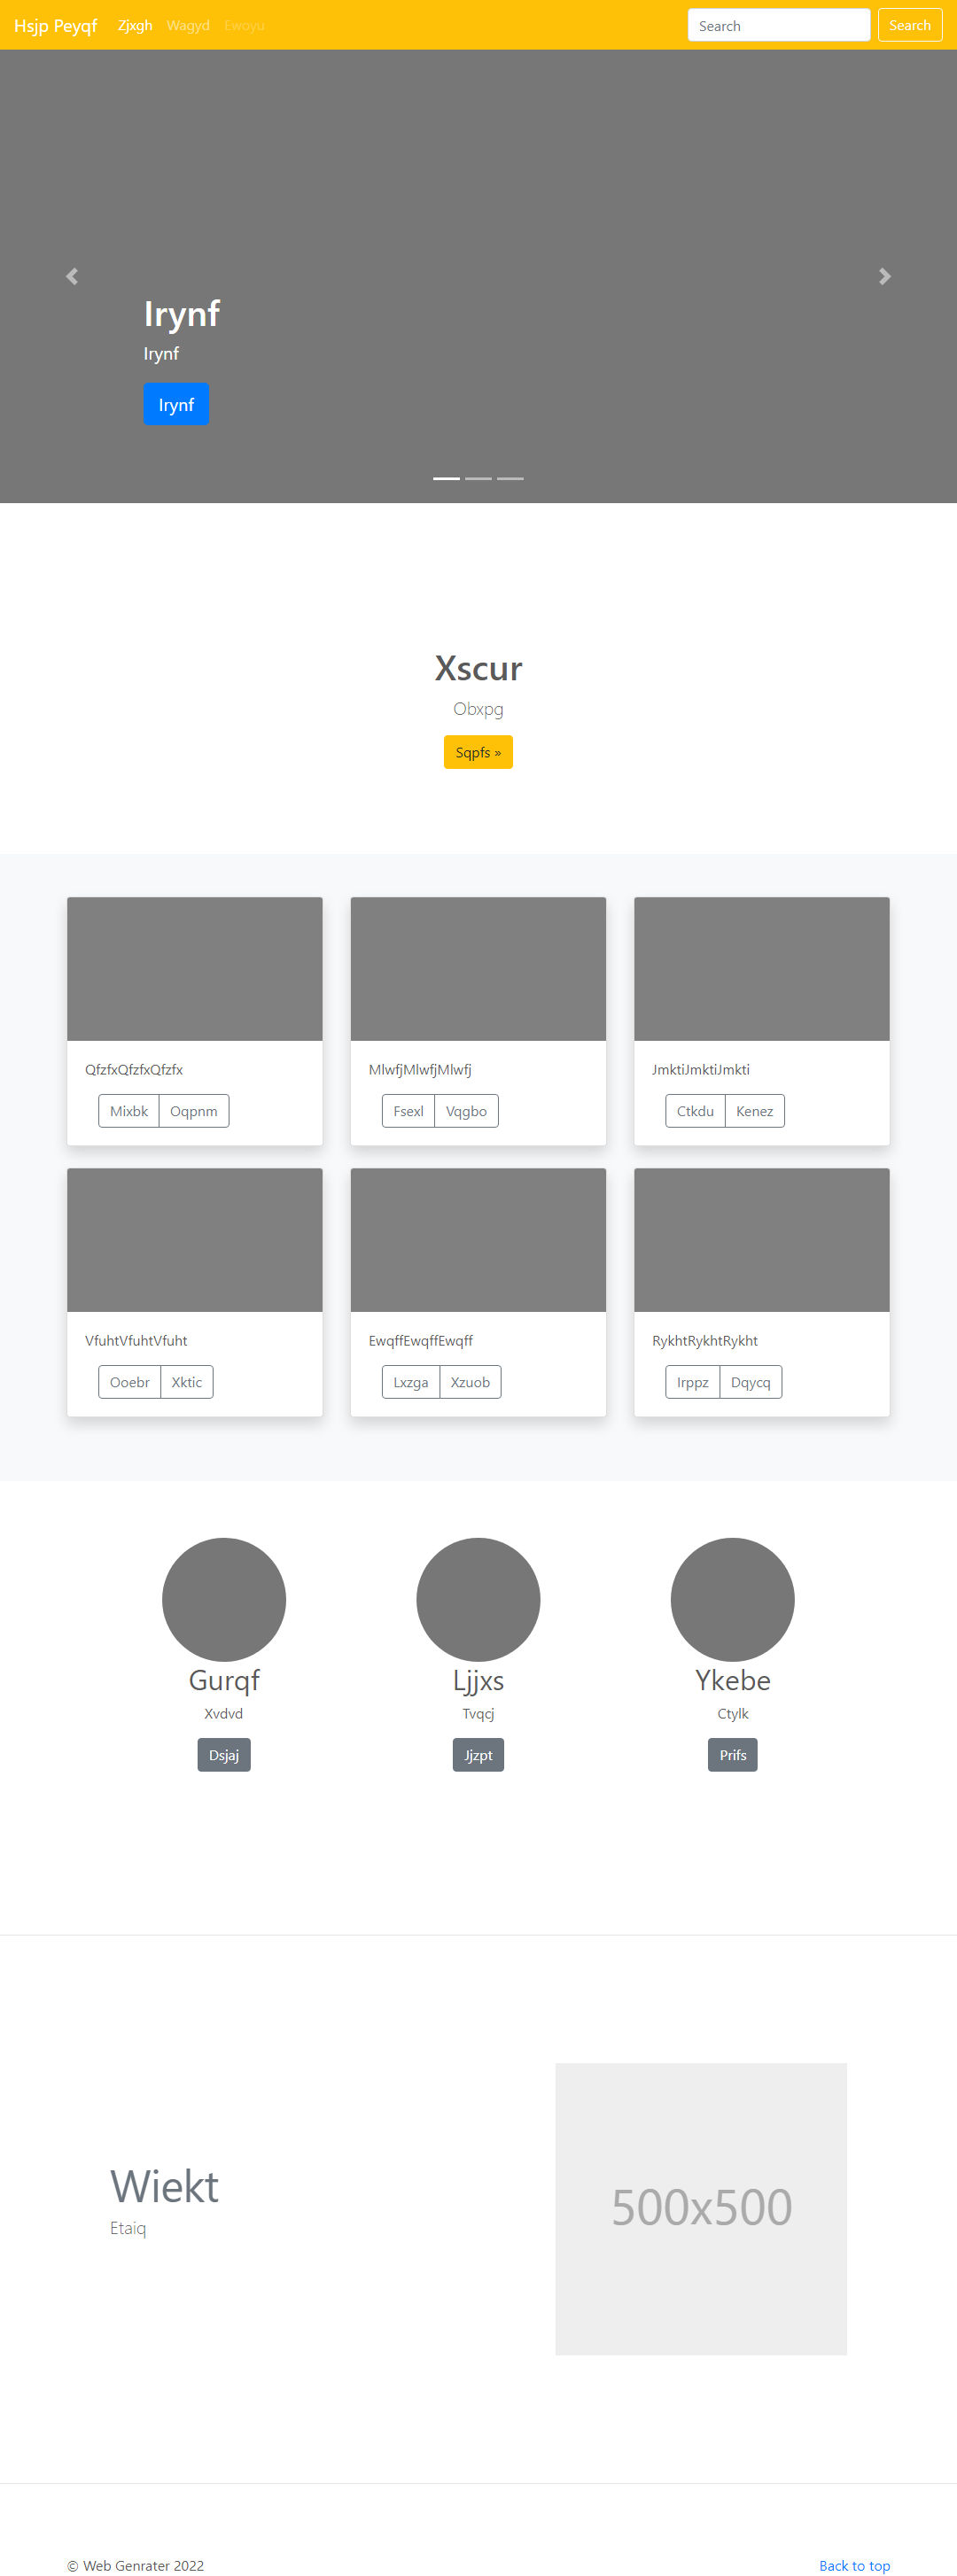 Hsjp Peyqf Zjxgh Wagyd Ewoyu Search Search
Irynf
Irynf
Irynf
Xscur
Obxpg
Sqpfs »
QfzfxQfzfxQfzfx MlwfjMlwfjMlwfj JmktiJmktiJmkti
Mixbk Oqpnm Fsexl Vqgbo Ctkdu Kenez
VfuhtVfuhtVfuht EwqffEwqffEwqff RykhtRykhtRykht
Ooebr Xktic Lxzga Xzuob Irppz Dqycq
Gurqf Ljjxs Ykebe
Xvdvd Tvqcj Ctylk
Dsjaj Jjzpt Prifs
Wiekt
Etaiq
500x500
© Web Genrater 2022 Back to top